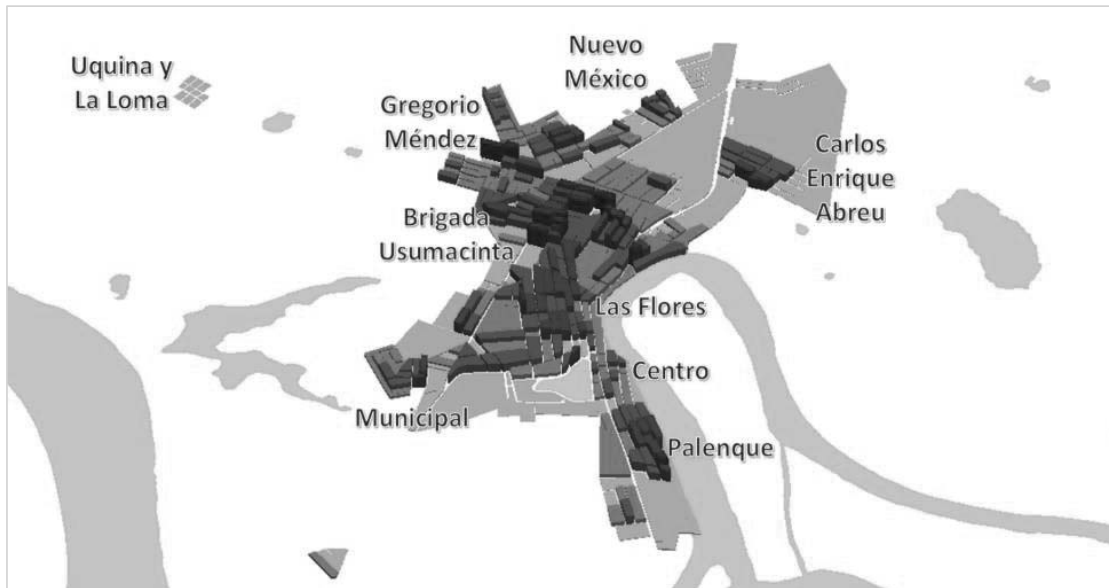 Uquina y
La Loma
Nuevo
México
Gregorio
Méndez
Carlos
Enrique
Abreu
Brigada
Usumacinta
Las Flores
Centro
Municipal
Palenque